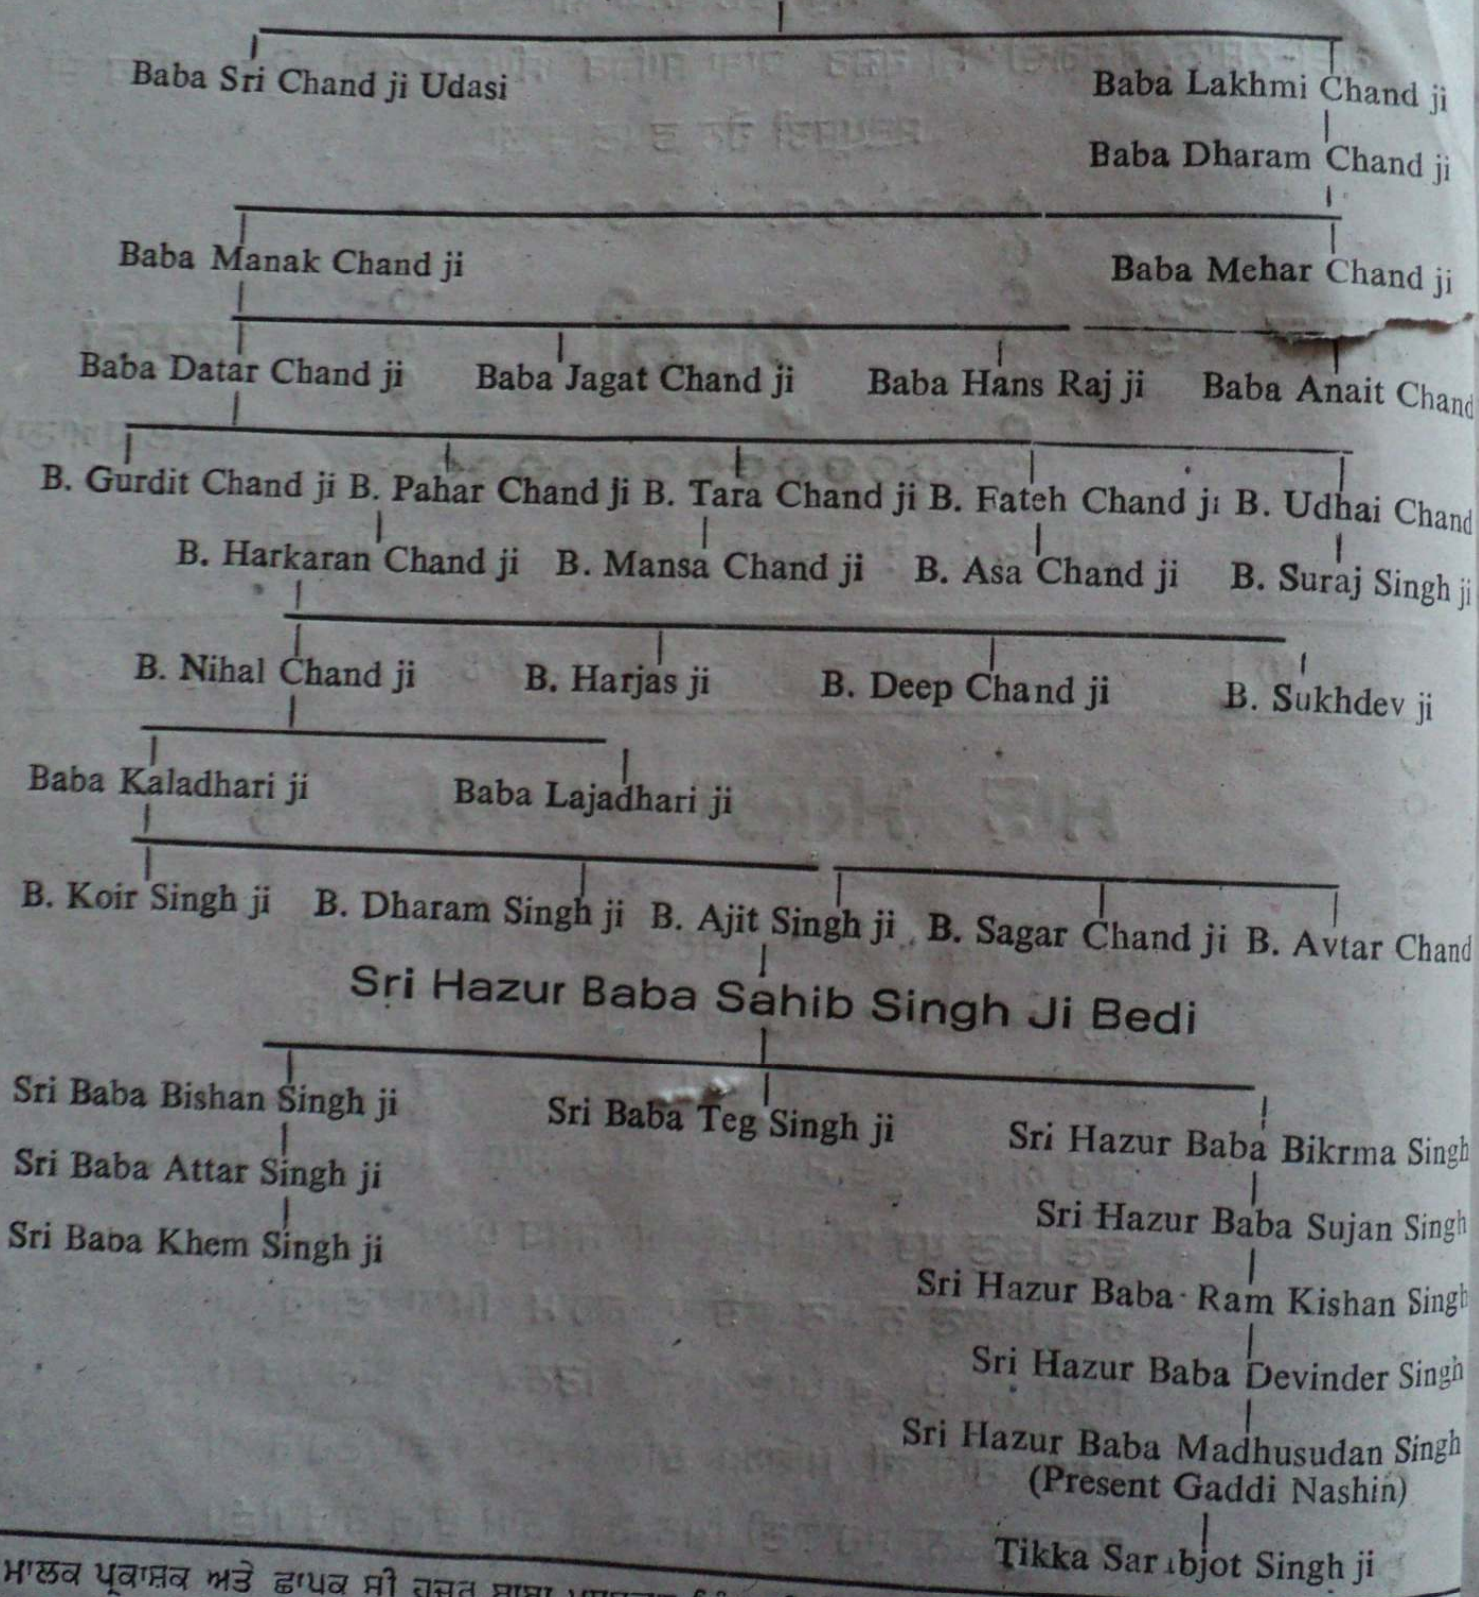 Baba Sri Chand ji Udasi Baba Lakhmi Chand ji
Baba Dharam Chand ji
Baba Manak Chand ji Baba Mehar Chand ji
Baba Datar Chand ji Baba Jagat Chand ji Baba Hans Raj ji Baba Anait Chand
B. Gurdit Chand ji B. Pahar Chand ji B. Tara Chand ji B. Fateh Chand ji B. Udhai Chand
B. Harkaran Chand ji B. Mansa Chand ji B. Asa Chand ji B. Suraj Singh ji
B. Nihal Chand ji B. Harjas ji B. Deep Chand ji B. Sukhdev ji
Baba Kaladhari ji Baba Lajadhari ji
B. Koir Singh ji B. Dharam Singh ji B. Ajit Singh ji B. Sagar Chand ji B. Avtar Chand
Sri Hazur Baba Sahib Singh Ji Bedi
Sri Baba Bishan Singh ji Sri Baba Teg Singh ji Sri Hazur Baba Bikrma Singh
Sri Baba Attar Singh ji Sri Hazur Baba Sujan Singh
Sri Baba Khem Singh ji Sri Hazur Baba Ram Kishan Singh
Sri Hazur Baba Devinder Singh
Sri Hazur Baba Madhusudan Singh
(Present Gaddi Nashin)
Tikka Sarabjot Singh ji
ਮਾਲਕ ਪ੍ਰਕਾਸ਼ਕ ਅਤੇ ਛਾਪਕ ਸ੍ਰੀ ਹਜ਼ੂਰ ਬਾਬਾ